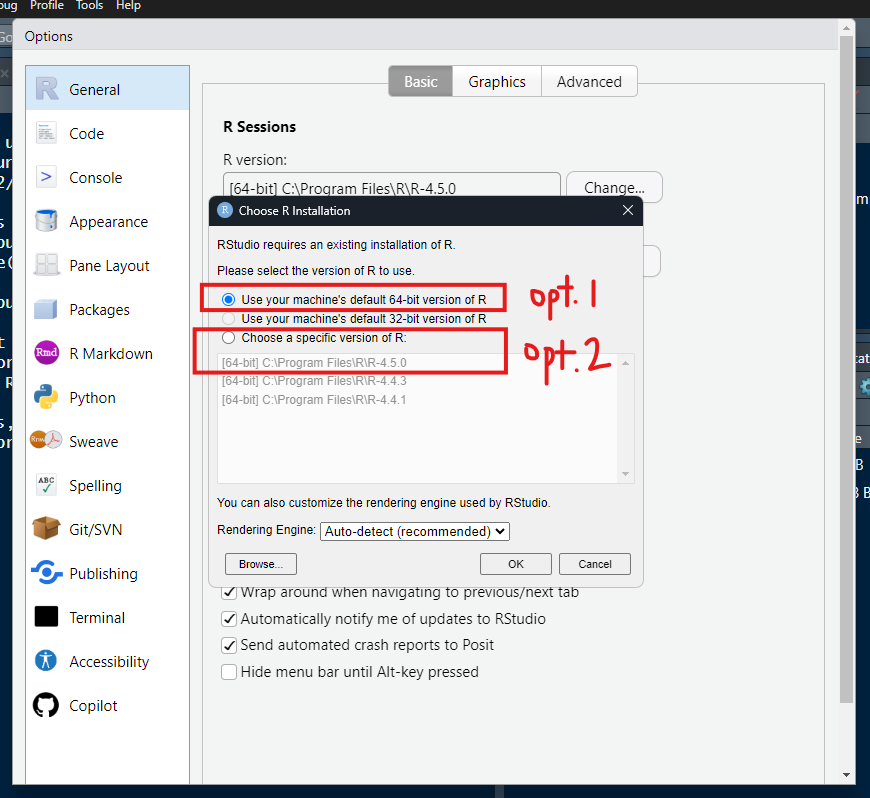 bug Profile Tools Help
Go
Options
General
Code
Console
Appearance
Pane Layout
Packages
R Markdown
Python
Sweave
Spelling
Git/SVN
Publishing
Terminal
Accessibility
Copilot
Basic Graphics Advanced
R Sessions
R version:
[64-bit] C:\Program Files\R\R-4.5.0 Change...
Choose R Installation
RStudio requires an existing installation of R.
Please select the version of R to use.
Use your machine's default 64-bit version of R
opt. 1
Use your machine's default 32-bit version of R
Choose a specific version of R:
opt. 2
[64-bit] C:\Program Files\R\R-4.5.0
[64-bit] C:\Program Files\R\R-4.4.3
[64-bit] C:\Program Files\R\R-4.4.1
You can also customize the rendering engine used by RStudio.
Rendering Engine: Auto-detect (recommended)
Browse... OK Cancel
Wrap around when navigating to previous/next tab
Automatically notify me of updates to RStudio
Send automated crash reports to Posit
Hide menu bar until Alt-key pressed